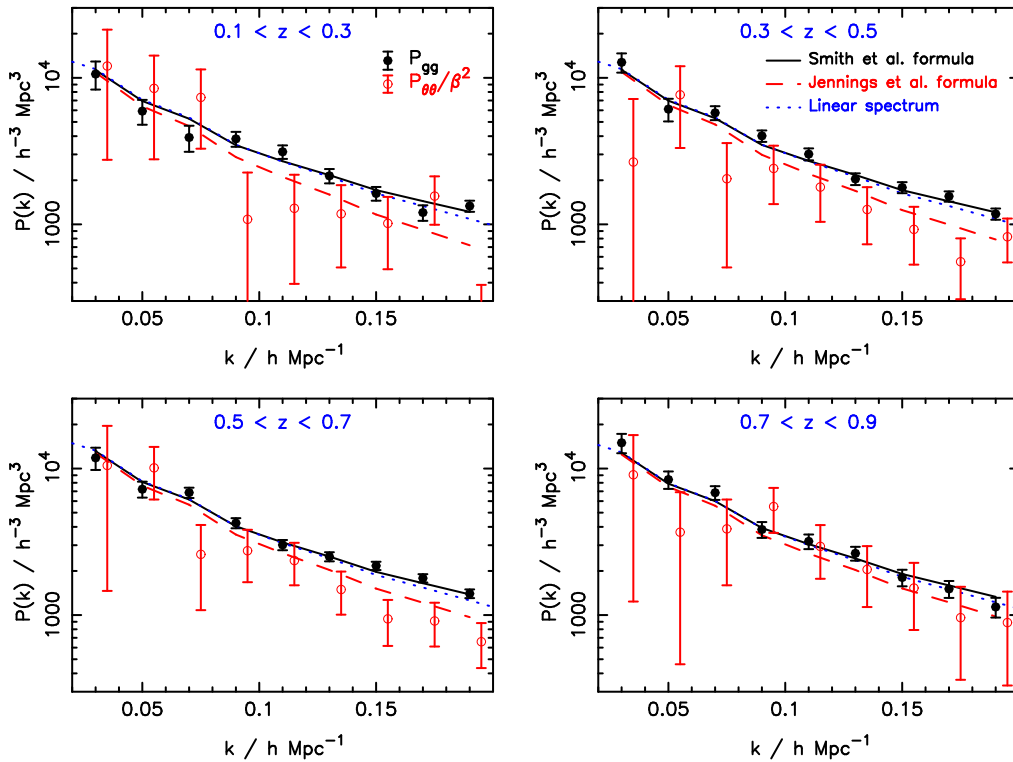 0.1 < z < 0.3
P_gg
P_θθ/β²
P(k) / h⁻³ Mpc³
10⁴
1000
0.05 0.1 0.15
k / h Mpc⁻¹
0.3 < z < 0.5
Smith et al. formula
Jennings et al. formula
Linear spectrum
P(k) / h⁻³ Mpc³
10⁴
1000
0.05 0.1 0.15
k / h Mpc⁻¹
0.5 < z < 0.7
P(k) / h⁻³ Mpc³
10⁴
1000
0.05 0.1 0.15
k / h Mpc⁻¹
0.7 < z < 0.9
P(k) / h⁻³ Mpc³
10⁴
1000
0.05 0.1 0.15
k / h Mpc⁻¹